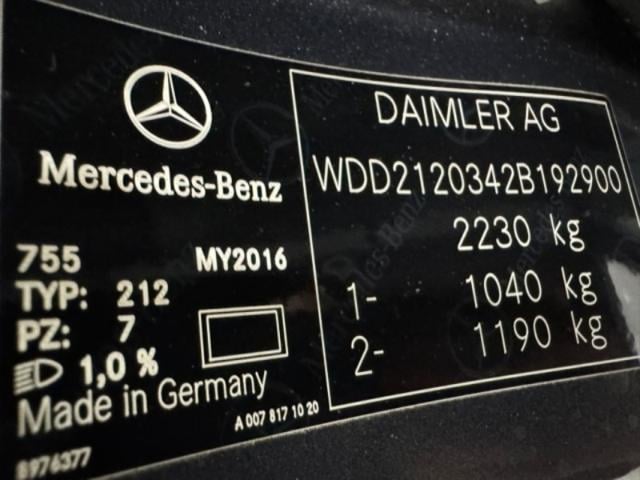 Mercedes-Benz
755 MY2016
TYP: 212
PZ: 7
1,0 %
Made in Germany
A 007 817 10 20
8976377
DAIMLER AG
WDD2120342B192900
2230 kg
1- 1040 kg
2- 1190 kg